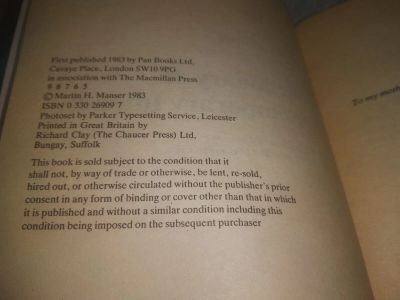 First published 1983 by Pan Books Ltd,
Cavaye Place, London SW10 9PG
in association with The Macmillan Press
9 8 7 6 5
© Martin H. Manser 1983
ISBN 0 330 26909 7
Photoset by Parker Typesetting Service, Leicester
Printed in Great Britain by
Richard Clay (The Chaucer Press) Ltd,
Bungay, Suffolk
This book is sold subject to the condition that it
shall not, by way of trade or otherwise, be lent, re-sold,
hired out, or otherwise circulated without the publisher's prior
consent in any form of binding or cover other than that in which
it is published and without a similar condition including this
condition being imposed on the subsequent purchaser
To my